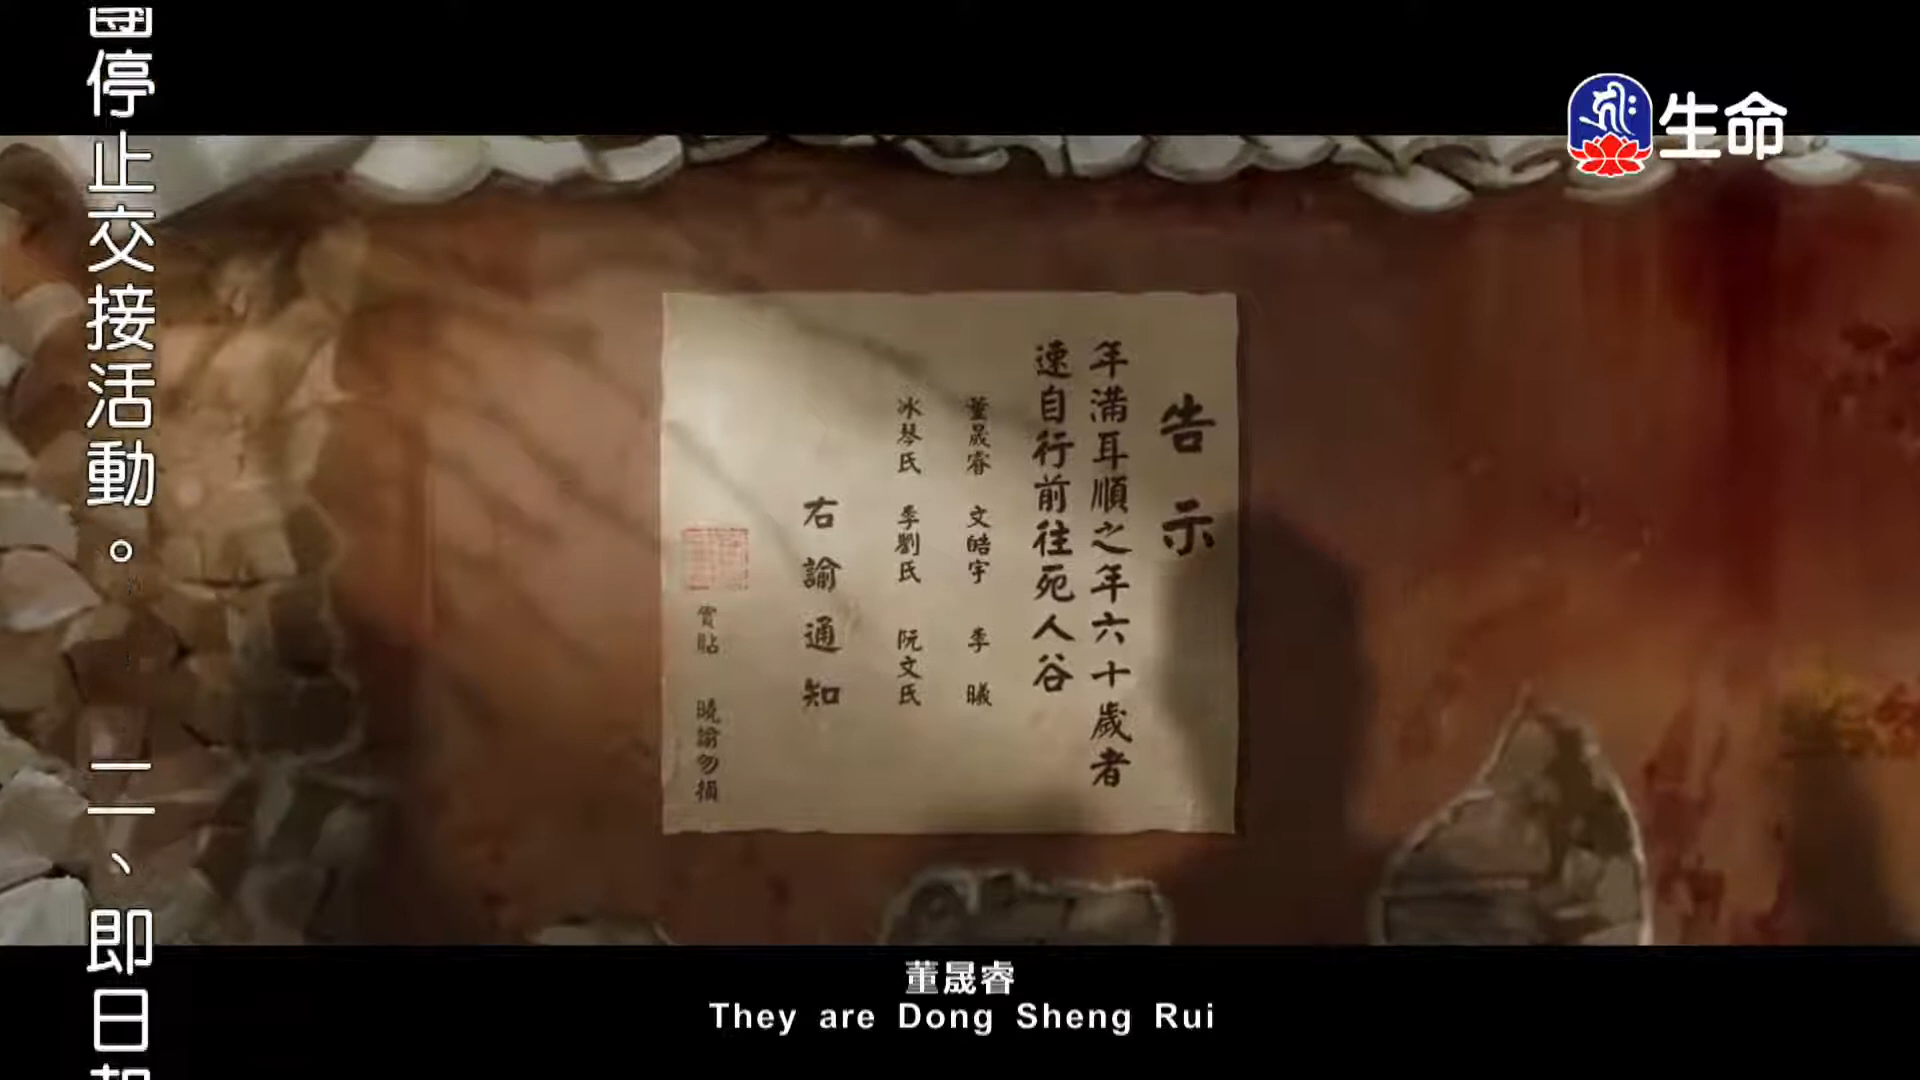 團停止交接活動。 二、即日起
生命
告示
年滿耳順之年六十歲者
速自行前往死人谷
董晟睿 文皓宇 李曦
冰琴氏 季劉氏 阮文氏
右諭通知
實貼 曉諭勿損
董晟睿
They are Dong Sheng Rui